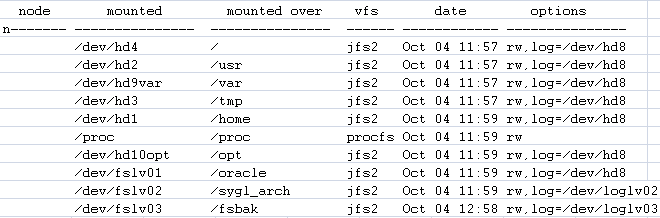 node mounted mounted over vfs date options
n------- --------------- --------------- ------ ------------ ---------------
/dev/hd4 / jfs2 Oct 04 11:57 rw,log=/dev/hd8
/dev/hd2 /usr jfs2 Oct 04 11:57 rw,log=/dev/hd8
/dev/hd9var /var jfs2 Oct 04 11:57 rw,log=/dev/hd8
/dev/hd3 /tmp jfs2 Oct 04 11:57 rw,log=/dev/hd8
/dev/hd1 /home jfs2 Oct 04 11:59 rw,log=/dev/hd8
/proc /proc procfs Oct 04 11:59 rw
/dev/hd10opt /opt jfs2 Oct 04 11:59 rw,log=/dev/hd8
/dev/fslv01 /oracle jfs2 Oct 04 11:59 rw,log=/dev/hd8
/dev/fslv02 /sygl_arch jfs2 Oct 04 11:59 rw,log=/dev/loglv02
/dev/fslv03 /fsbak jfs2 Oct 04 12:58 rw,log=/dev/loglv03